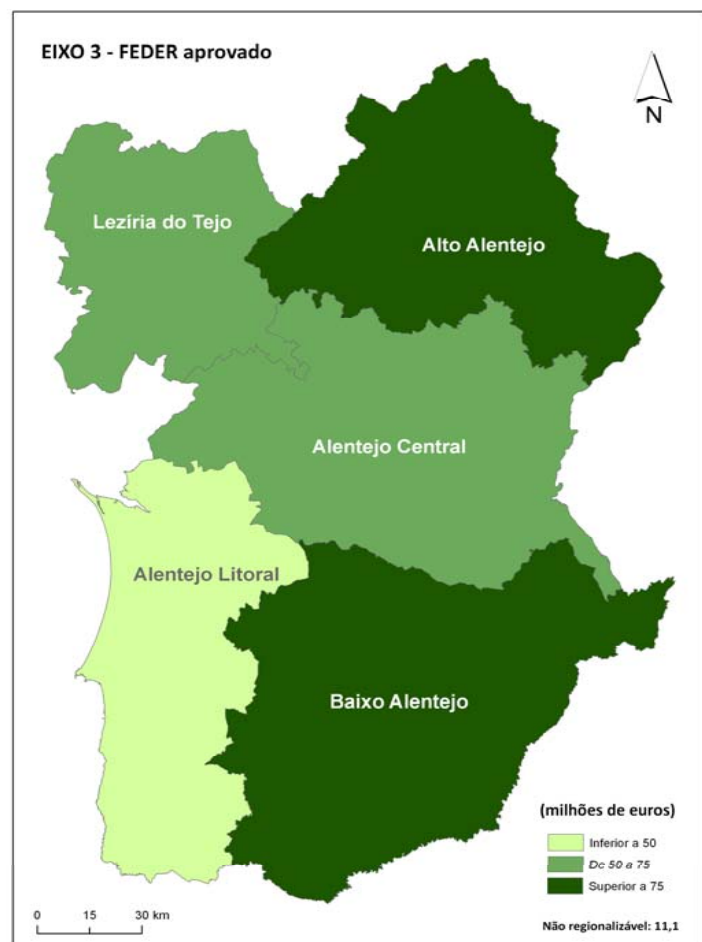 EIXO 3 - FEDER aprovado
N
Lezíria do Tejo
Alto Alentejo
Alentejo Central
Alentejo Litoral
Baixo Alentejo
(milhões de euros)
Inferior a 50
De 50 a 75
Superior a 75
0 15 30 km
Não regionalizável: 11,1